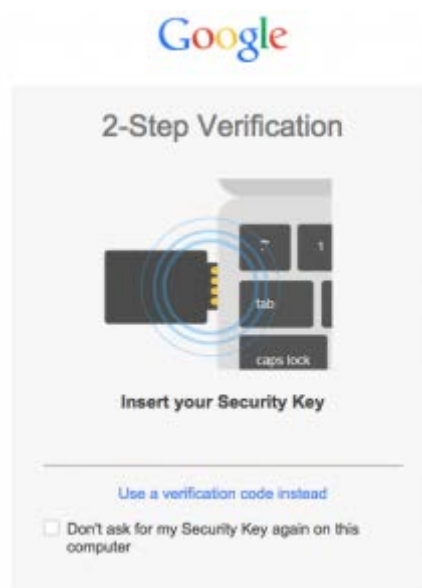 Google
2-Step Verification
~
1
tab
caps lock
Insert your Security Key
Use a verification code instead
Don't ask for my Security Key again on this
computer